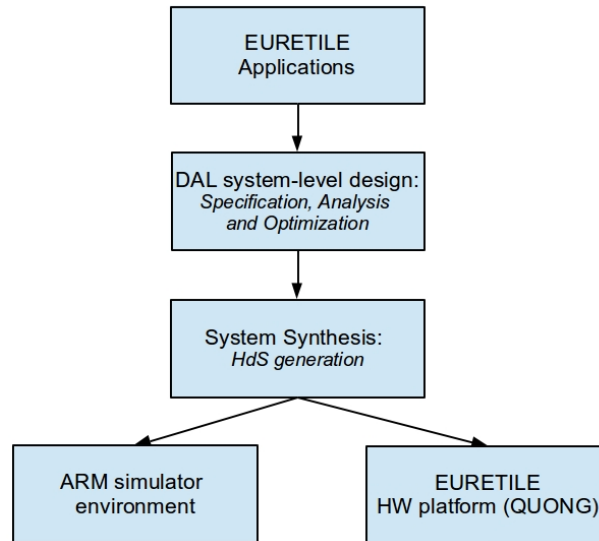 EURETILE
Applications
DAL system-level design:
Specification, Analysis
and Optimization
System Synthesis:
HdS generation
ARM simulator
environment
EURETILE
HW platform (QUONG)